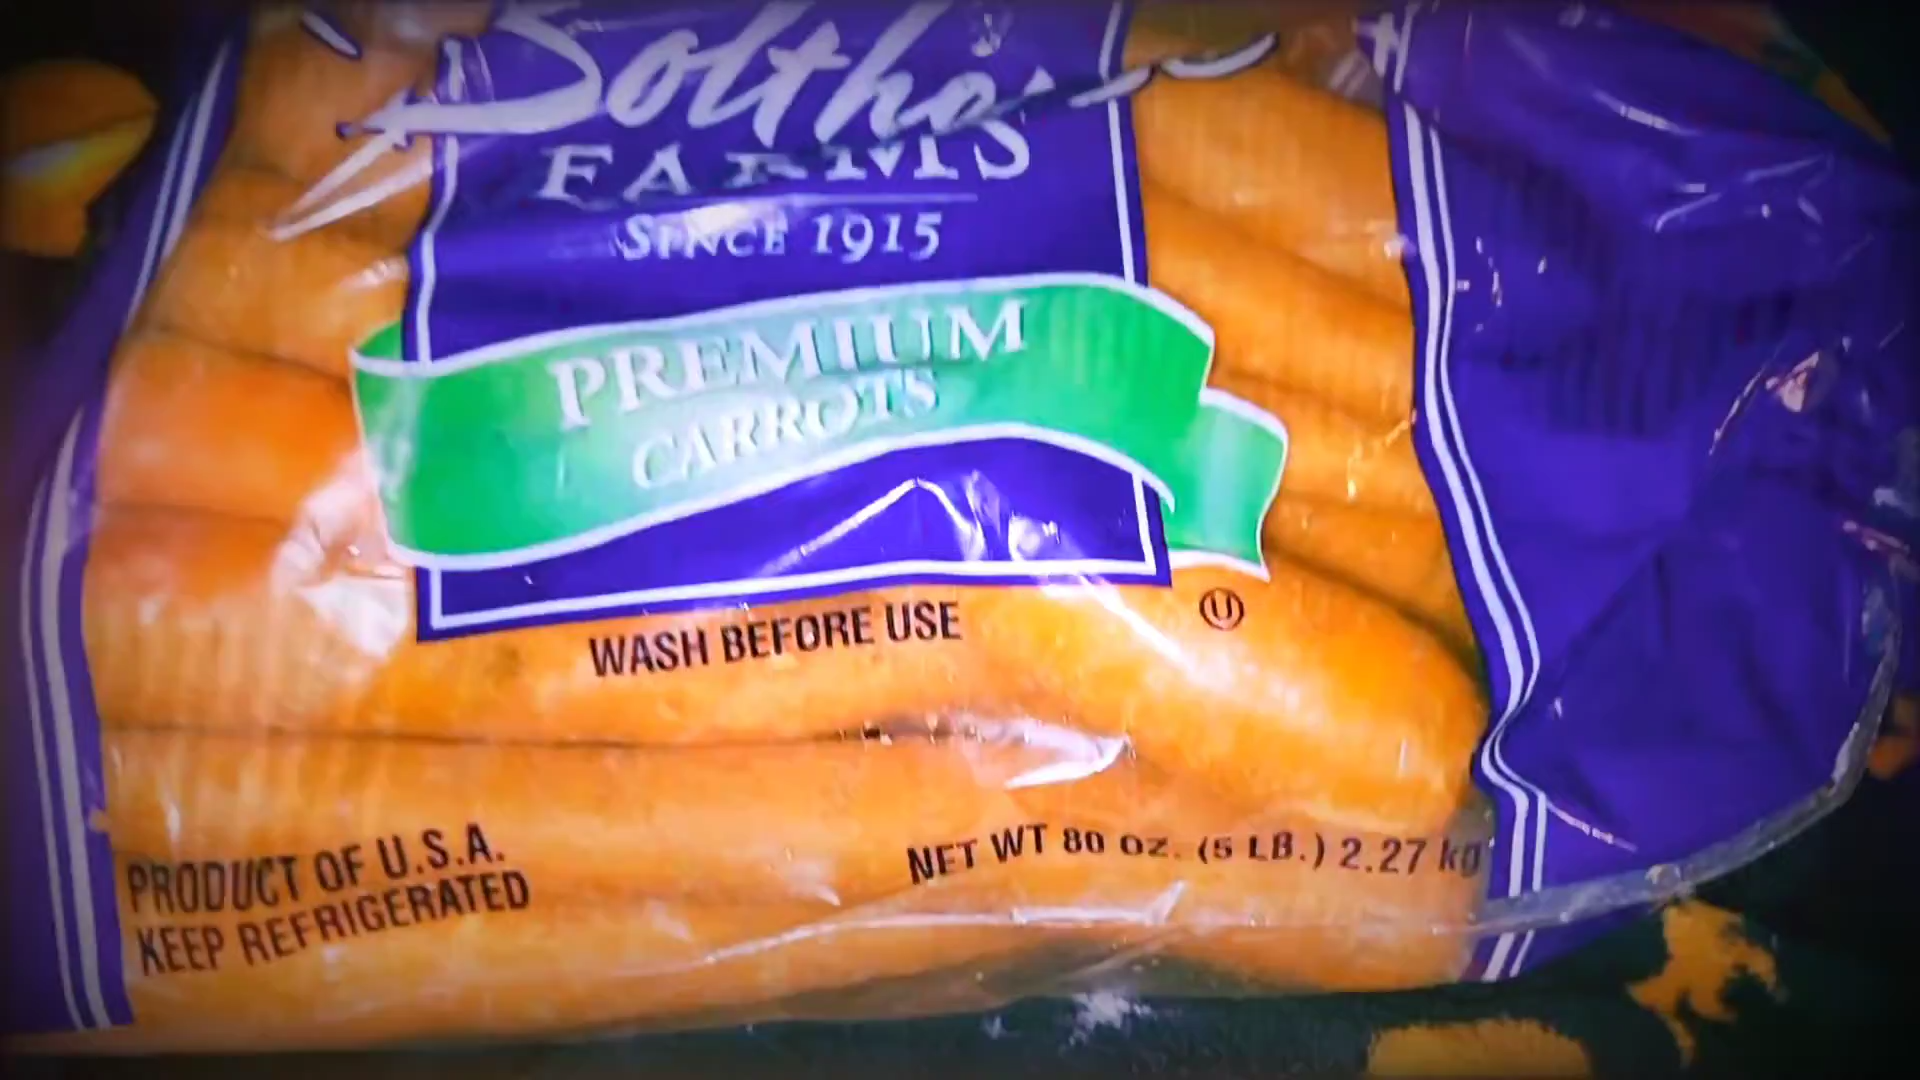 FARMS
SINCE 1915
PREMIUM
CARROTS
WASH BEFORE USE
U
PRODUCT OF U.S.A.
KEEP REFRIGERATED
NET WT 80 OZ. (5 LB.) 2.27 kg